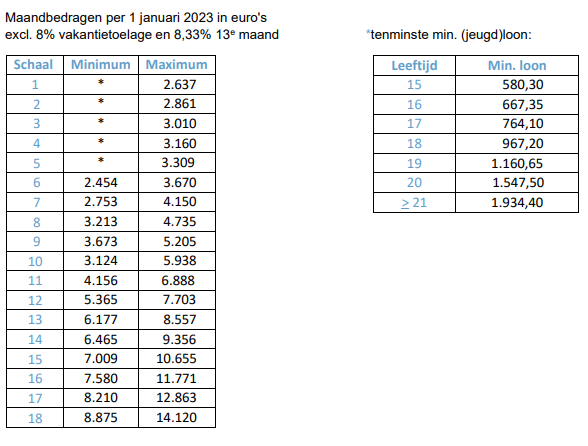 Maandbedragen per 1 januari 2023 in euro's
excl. 8% vakantietoelage en 8,33% 13e maand
Schaal Minimum Maximum
1 * 2.637
2 * 2.861
3 * 3.010
4 * 3.160
5 * 3.309
6 2.454 3.670
7 2.753 4.150
8 3.213 4.735
9 3.673 5.205
10 3.124 5.938
11 4.156 6.888
12 5.365 7.703
13 6.177 8.557
14 6.465 9.356
15 7.009 10.655
16 7.580 11.771
17 8.210 12.863
18 8.875 14.120
*tenminste min. (jeugd)loon:
Leeftijd Min. loon
15 580,30
16 667,35
17 764,10
18 967,20
19 1.160,65
20 1.547,50
≥ 21 1.934,40